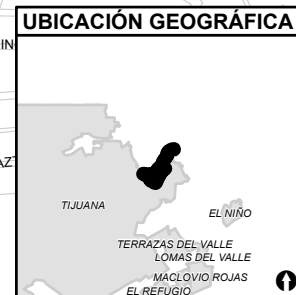 UBICACIÓN GEOGRÁFICA
TIJUANA
EL NIÑO
TERRAZAS DEL VALLE
LOMAS DEL VALLE
MACLOVIO ROJAS
EL REFUGIO